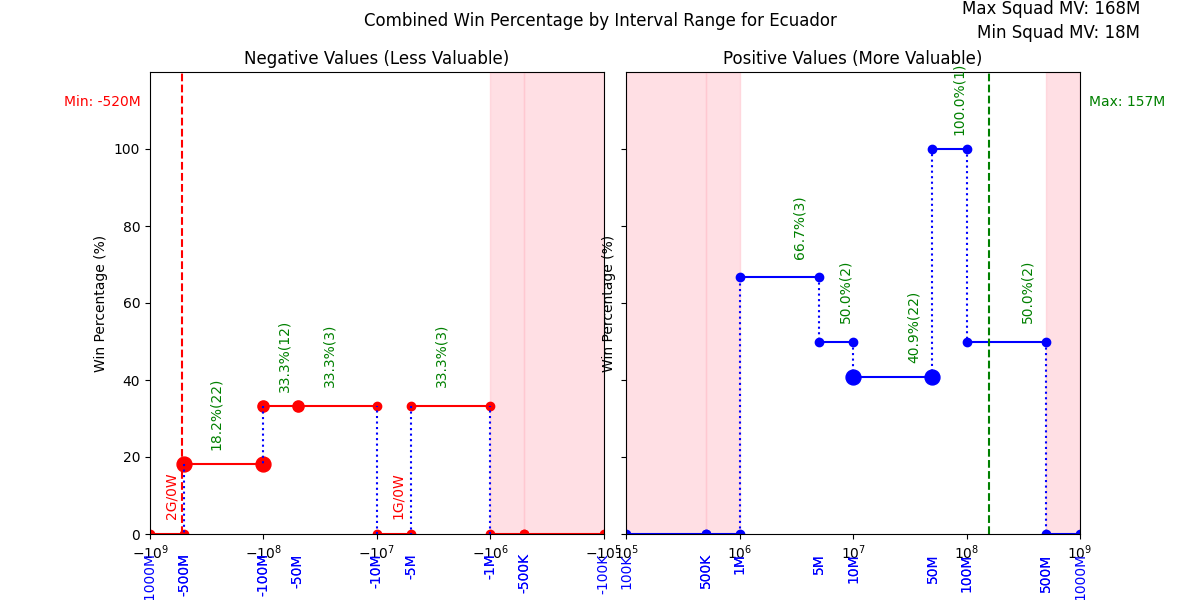 Max Squad MV: 168M
Combined Win Percentage by Interval Range for Ecuador
Min Squad MV: 18M
Negative Values (Less Valuable)
Positive Values (More Valuable)
Min: -520M
Max: 157M
Win Percentage (%)
100
80
60
40
20
0
2G/0W
18.2%(22)
33.3%(12)
33.3%(3)
1G/0W
33.3%(3)
−10⁹
−10⁸
−10⁷
−10⁶
−10⁵
1000M
-500M
-100M
-50M
-10M
-5M
-1M
-500K
-100K
Win Percentage (%)
66.7%(3)
50.0%(2)
40.9%(22)
100.0%(1)
50.0%(2)
10⁵
10⁶
10⁷
10⁸
10⁹
100K
500K
1M
5M
10M
50M
100M
500M
1000M